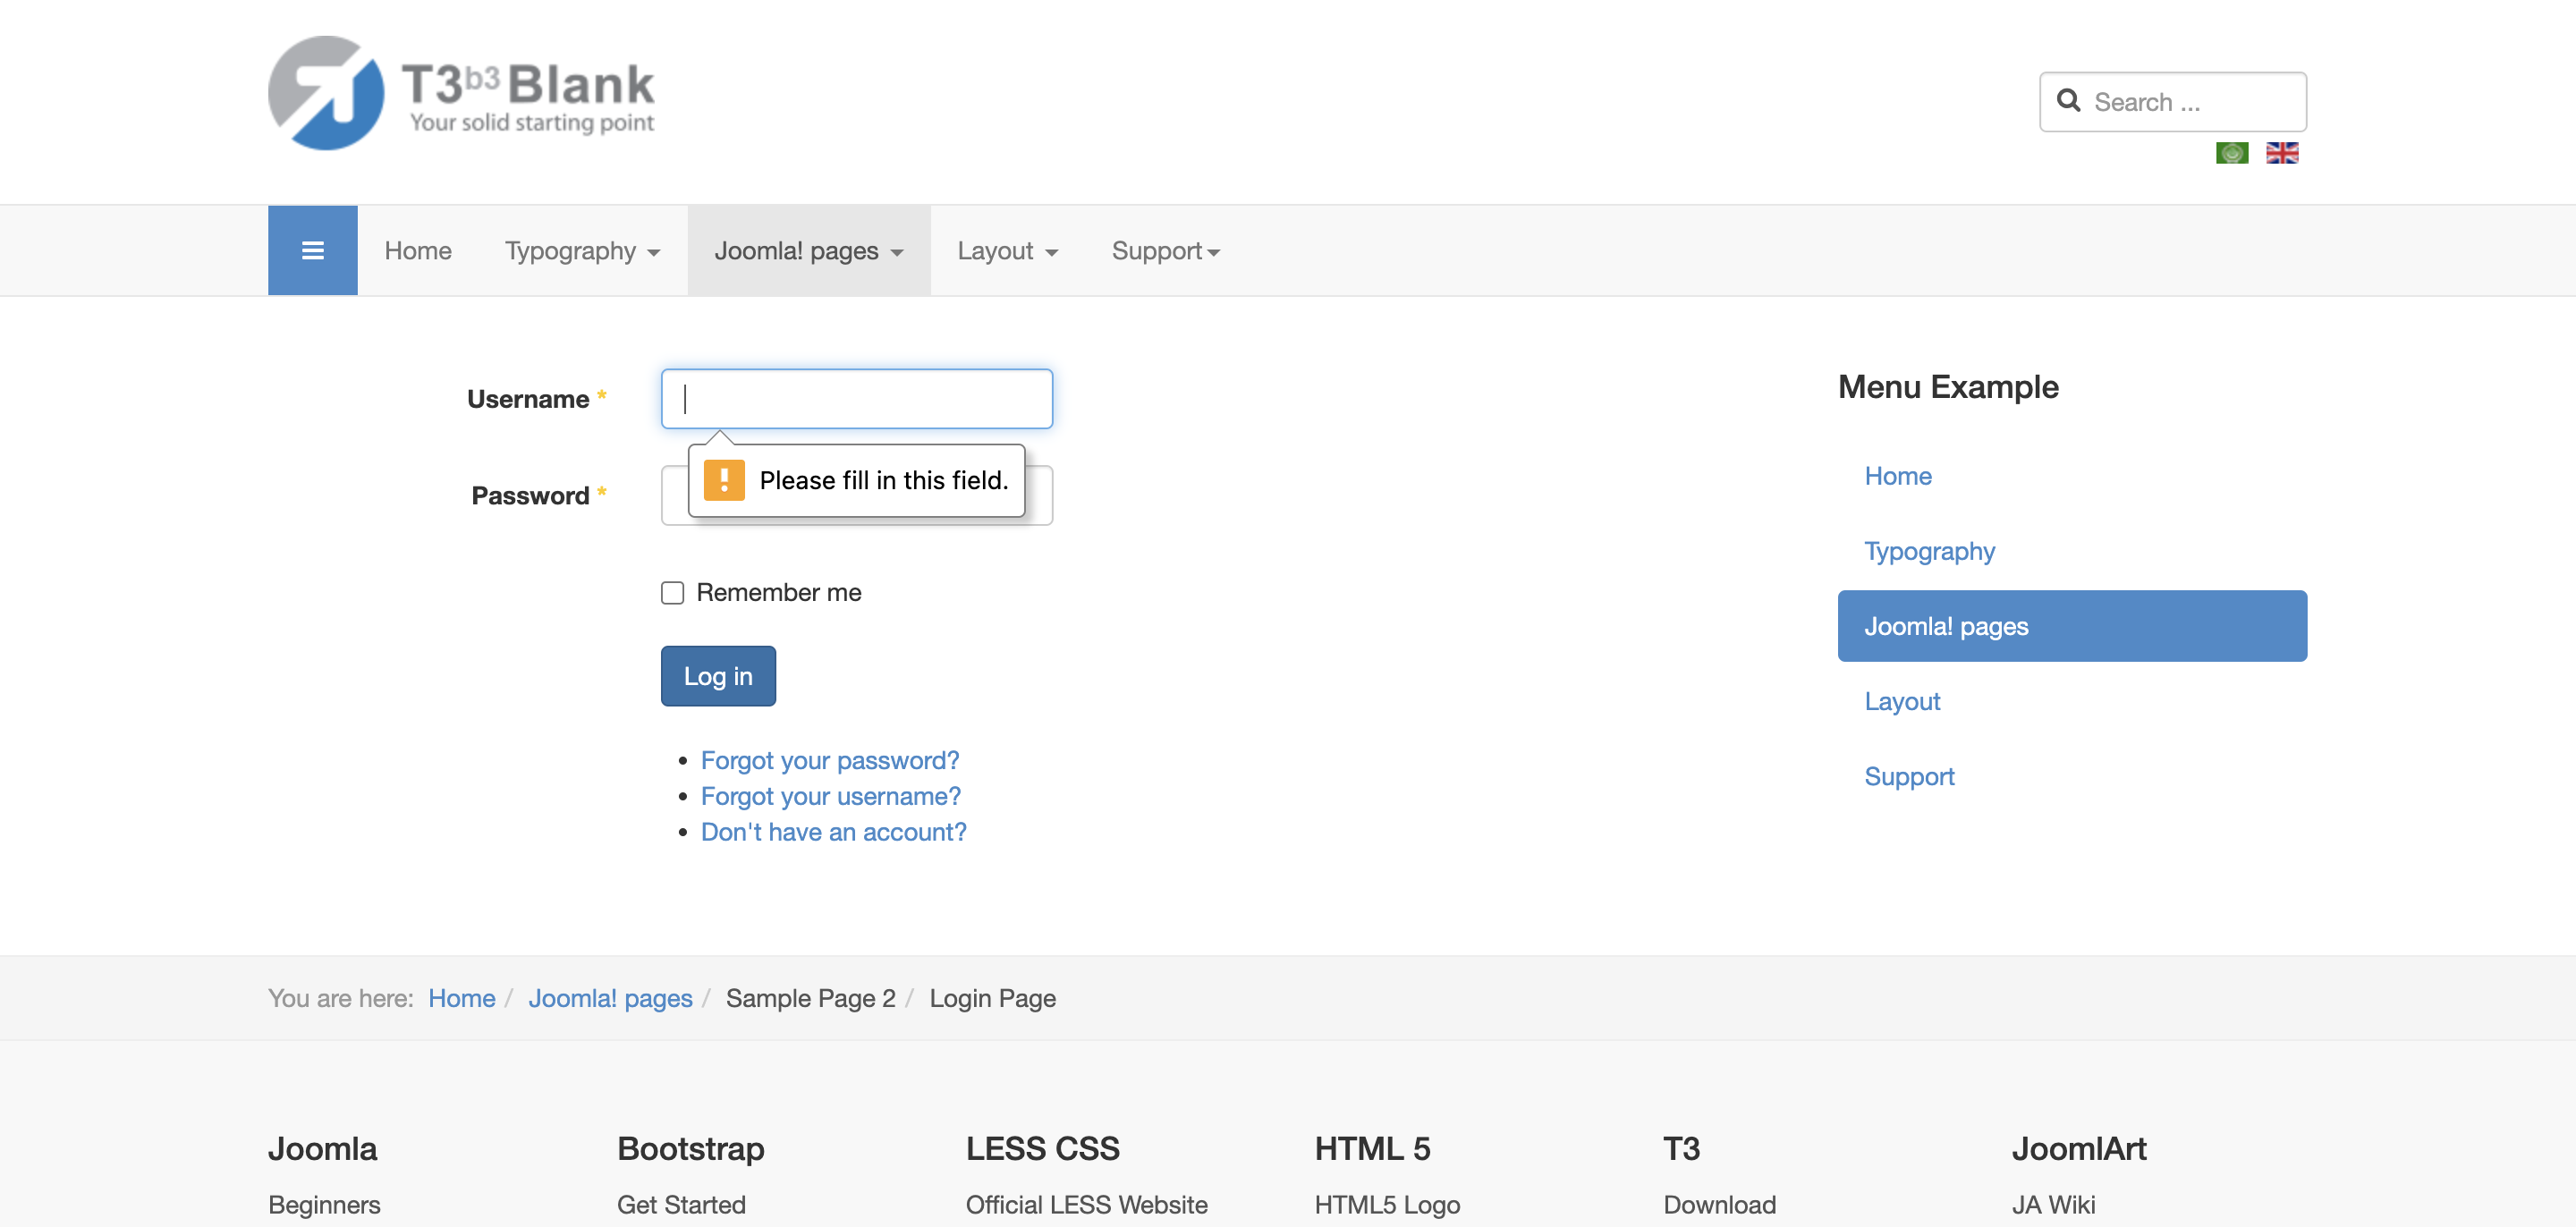 T3b3 Blank
Your solid starting point
Search ...
Home Typography Joomla! pages Layout Support
Username *
Please fill in this field.
Password *
Remember me
Log in
Forgot your password?
Forgot your username?
Don't have an account?
Menu Example
Home
Typography
Joomla! pages
Layout
Support
You are here: Home / Joomla! pages / Sample Page 2 / Login Page
Joomla Bootstrap LESS CSS HTML 5 T3 JoomlArt
Beginners Get Started Official LESS Website HTML5 Logo Download JA Wiki